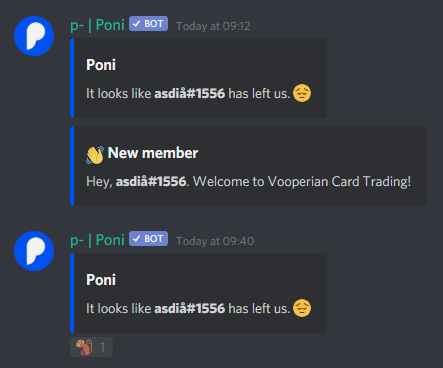 p- | Poni ✓ BOT Today at 09:12
Poni
It looks like asdiå#1556 has left us. 😔
👋 New member
Hey, asdiå#1556. Welcome to Vooperian Card Trading!
p- | Poni ✓ BOT Today at 09:40
Poni
It looks like asdiå#1556 has left us. 😔
1